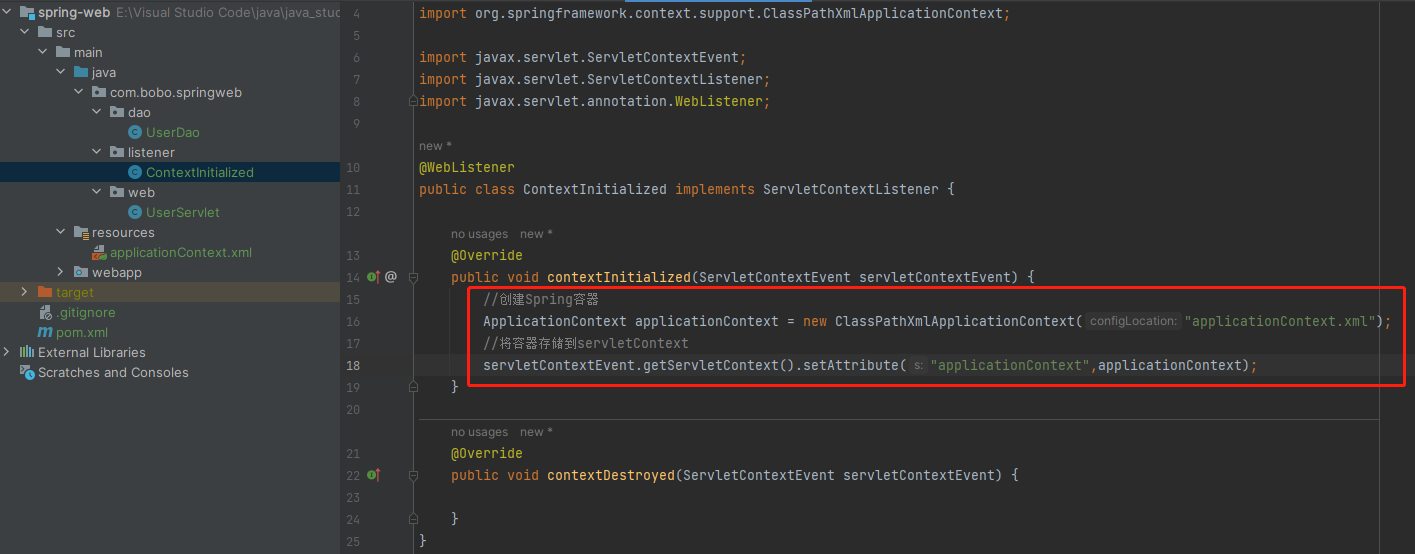 spring-web E:\Visual Studio Code\java\java_stu
src
main
java
com.bobo.springweb
dao
UserDao
listener
ContextInitialized
web
UserServlet
resources
applicationContext.xml
webapp
target
.gitignore
pom.xml
External Libraries
Scratches and Consoles
4 import org.springframework.context.support.ClassPathXmlApplicationContext;
5
6 import javax.servlet.ServletContextEvent;
7 import javax.servlet.ServletContextListener;
8 import javax.servlet.annotation.WebListener;
9
new *
10 @WebListener
11 public class ContextInitialized implements ServletContextListener {
12
no usages new *
13 @Override
14 @ public void contextInitialized(ServletContextEvent servletContextEvent) {
15 //创建Spring容器
16 ApplicationContext applicationContext = new ClassPathXmlApplicationContext( configLocation: "applicationContext.xml");
17 //将容器存储到servletContext
18 servletContextEvent.getServletContext().setAttribute( s: "applicationContext",applicationContext);
19 }
20
no usages new *
21 @Override
22 public void contextDestroyed(ServletContextEvent servletContextEvent) {
23
24 }
25 }